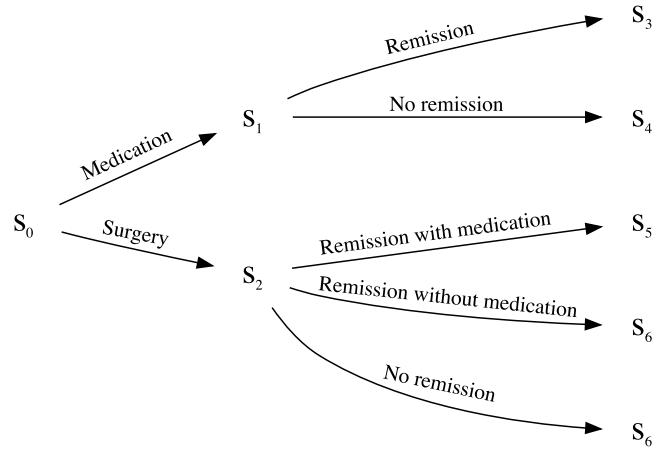 S3
Remission
No remission
S1
S4
Medication
S0
Surgery
Remission with medication
S5
S2
Remission without medication
S6
No remission
S6